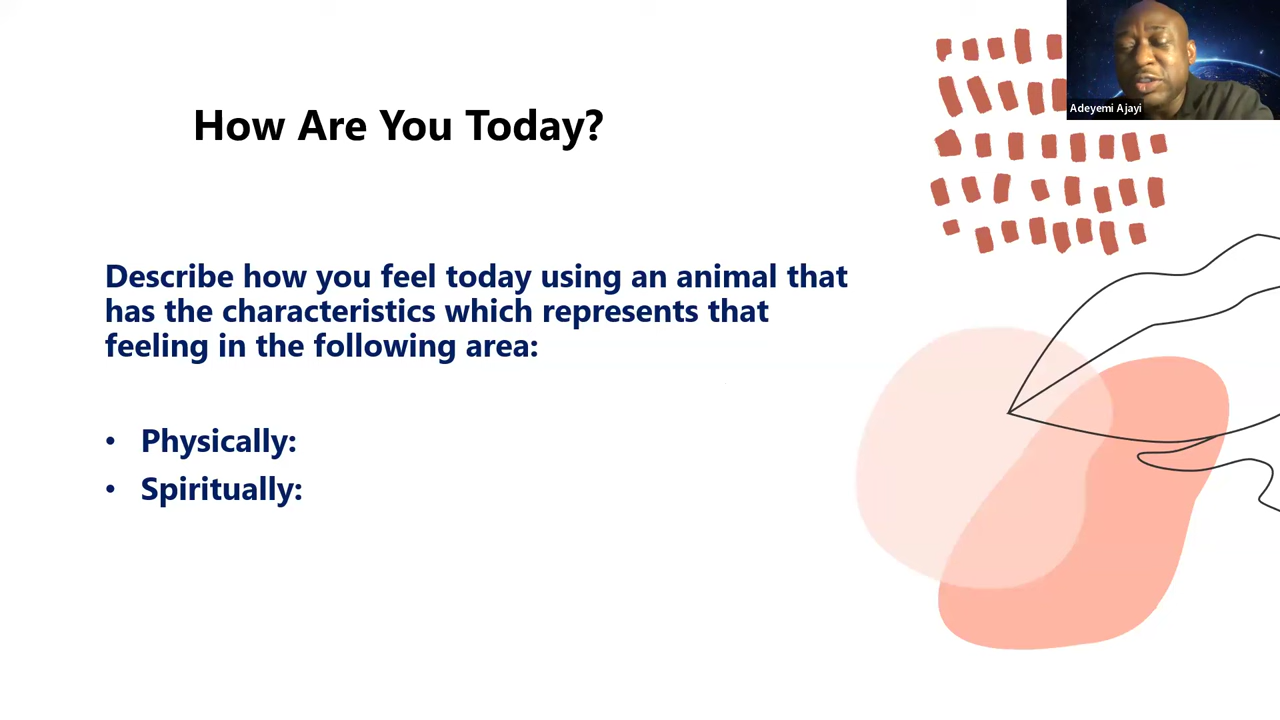 How Are You Today?
Adeyemi Ajayi
Describe how you feel today using an animal that
has the characteristics which represents that
feeling in the following area:
• Physically:
• Spiritually: